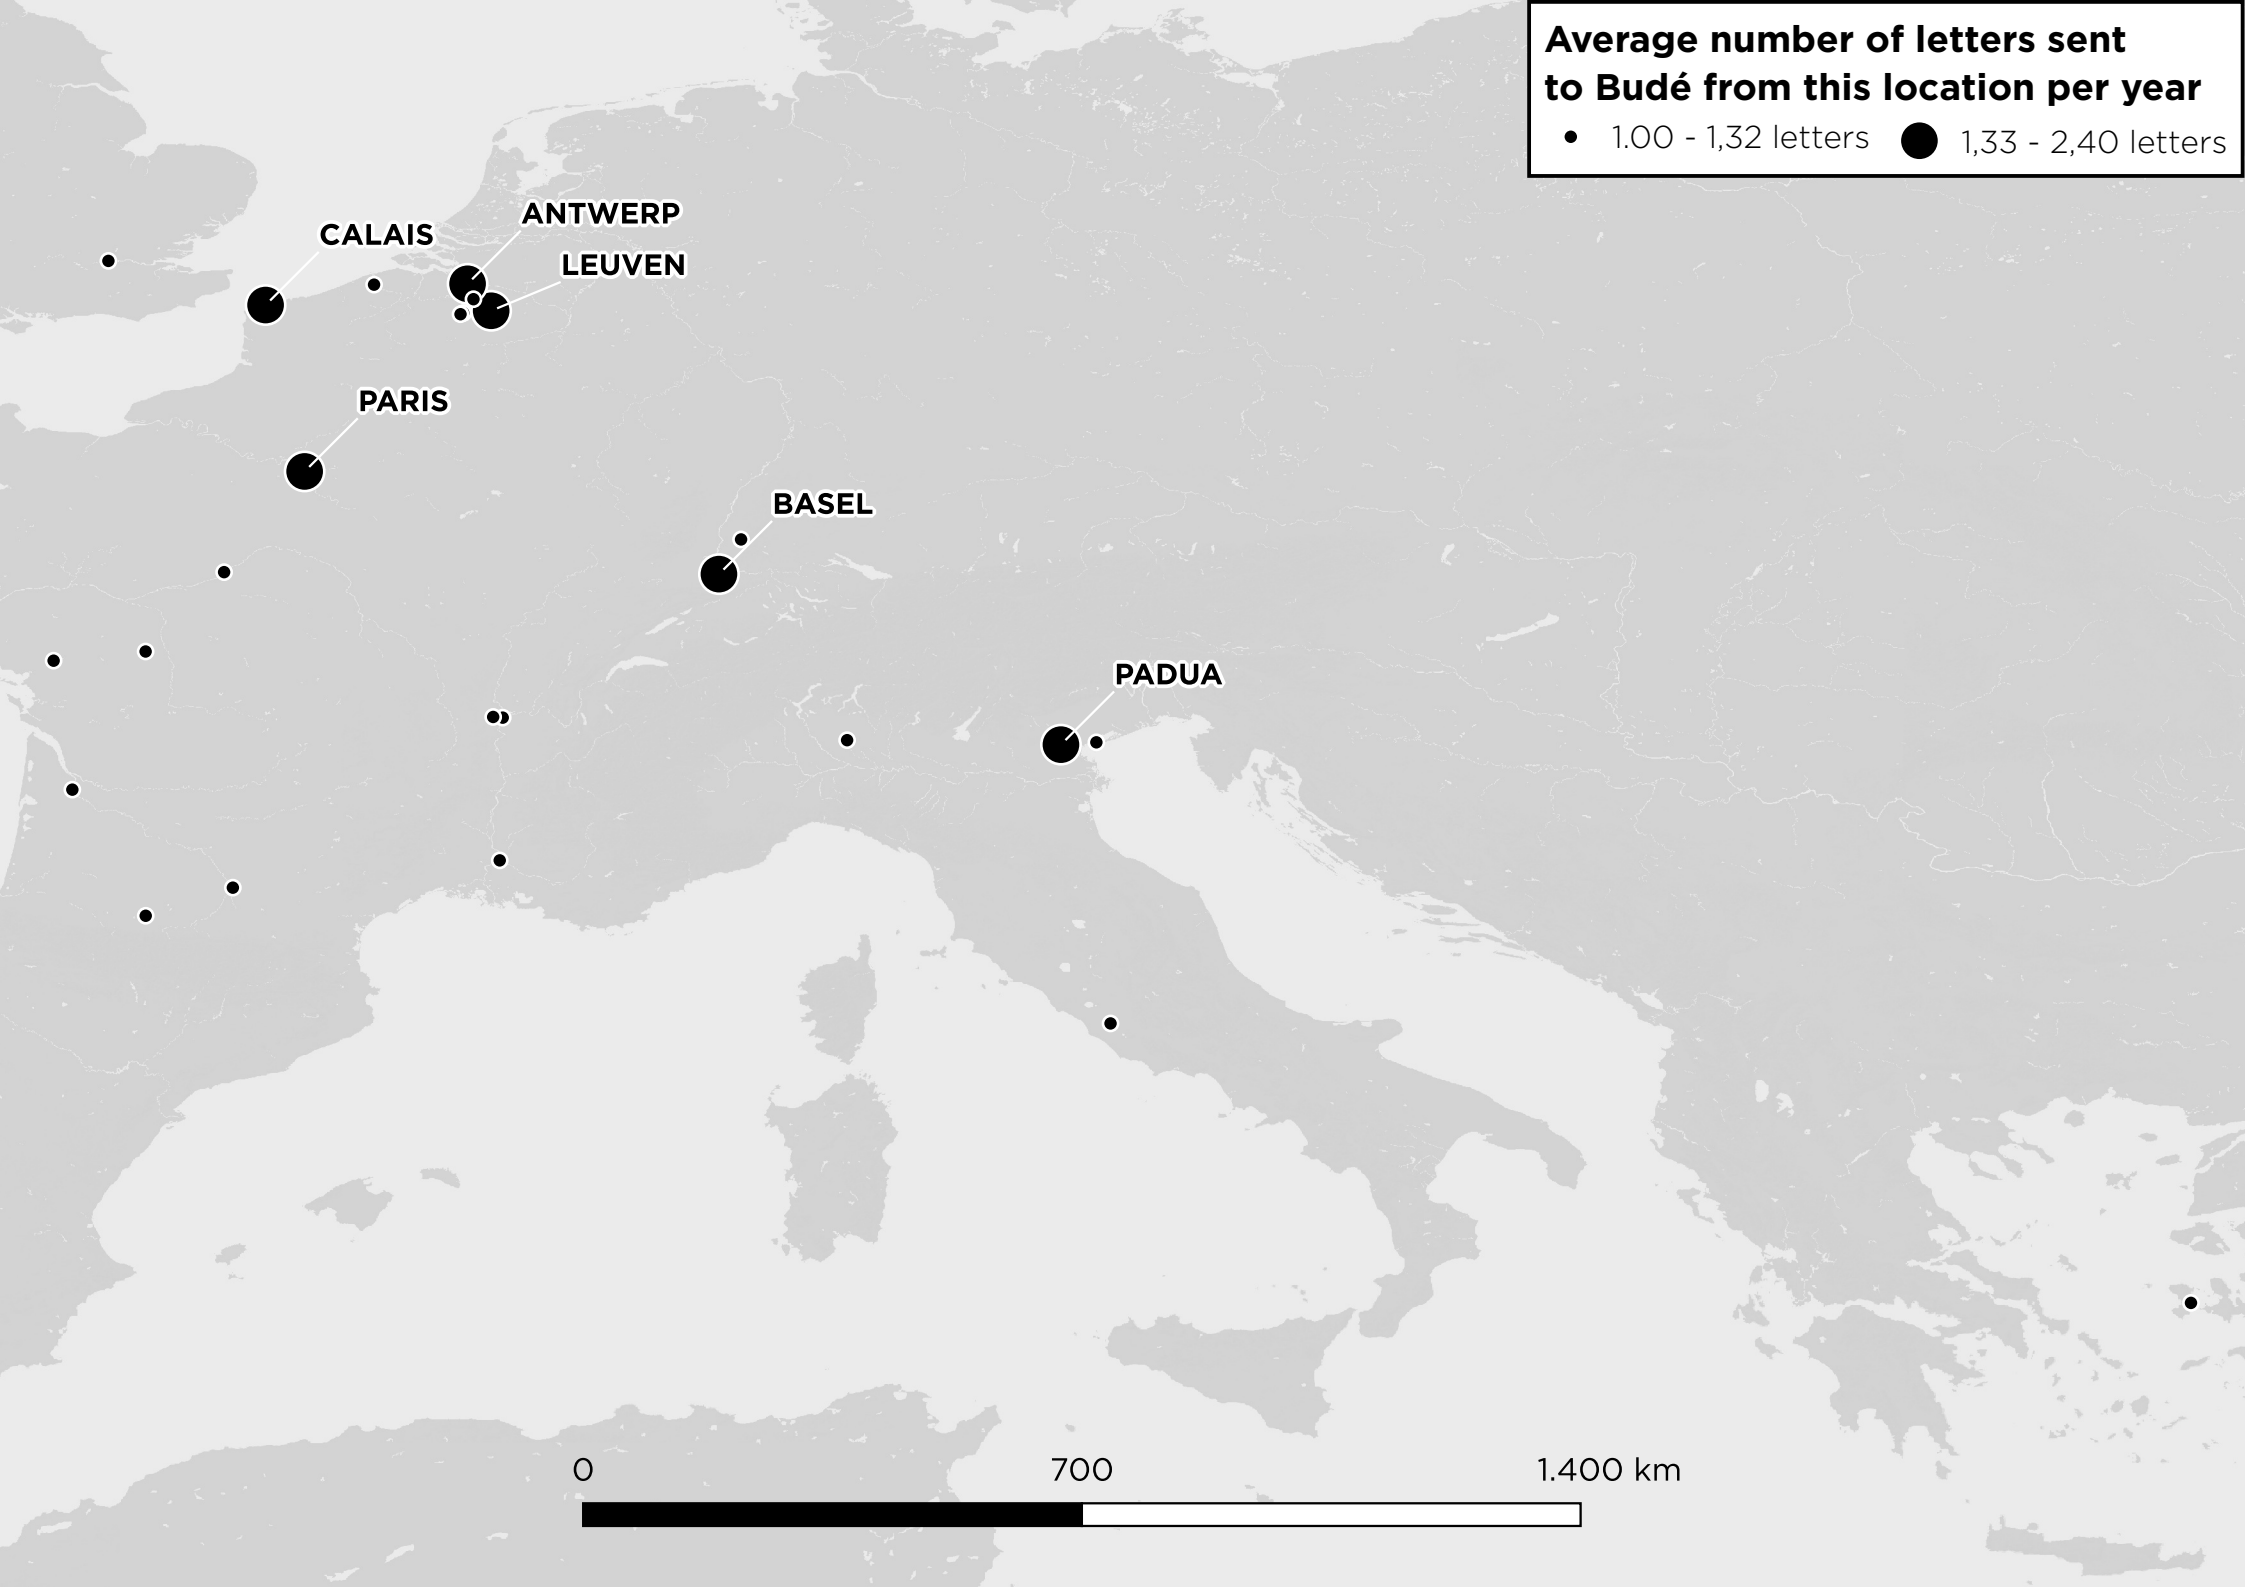 Average number of letters sent
to Budé from this location per year
1.00 - 1,32 letters 1,33 - 2,40 letters
ANTWERP
CALAIS
LEUVEN
PARIS
BASEL
PADUA
0 700 1.400 km